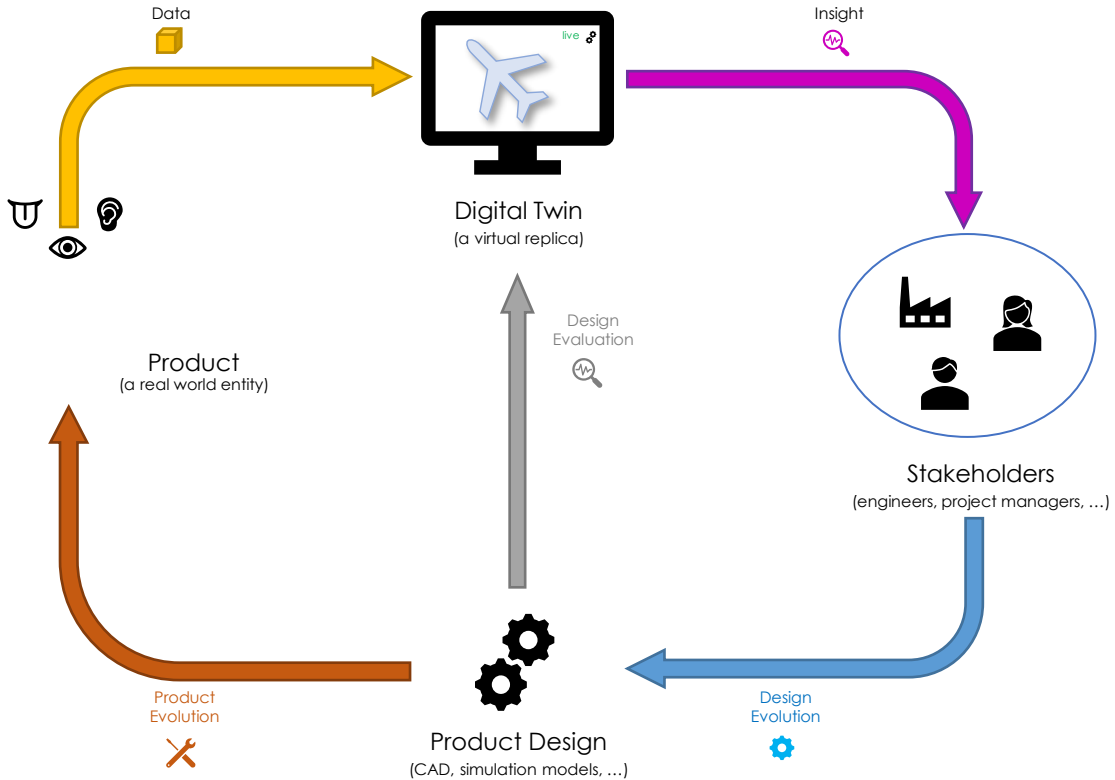 Data
Insight
live
Digital Twin
(a virtual replica)
Design
Evaluation
Product
(a real world entity)
Stakeholders
(engineers, project managers, …)
Product
Evolution
Design
Evolution
Product Design
(CAD, simulation models, …)